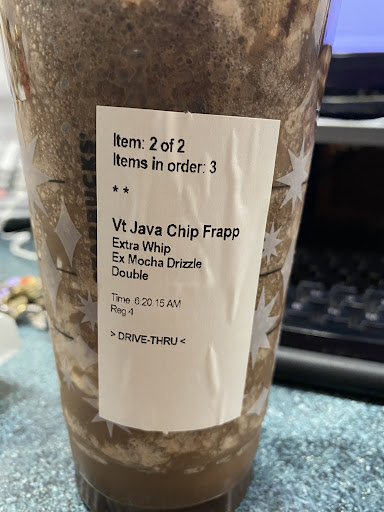 Item: 2 of 2
Items in order: 3
* *
Vt Java Chip Frapp
Extra Whip
Ex Mocha Drizzle
Double
Time 6:20:15 AM
Reg 4
> DRIVE-THRU <